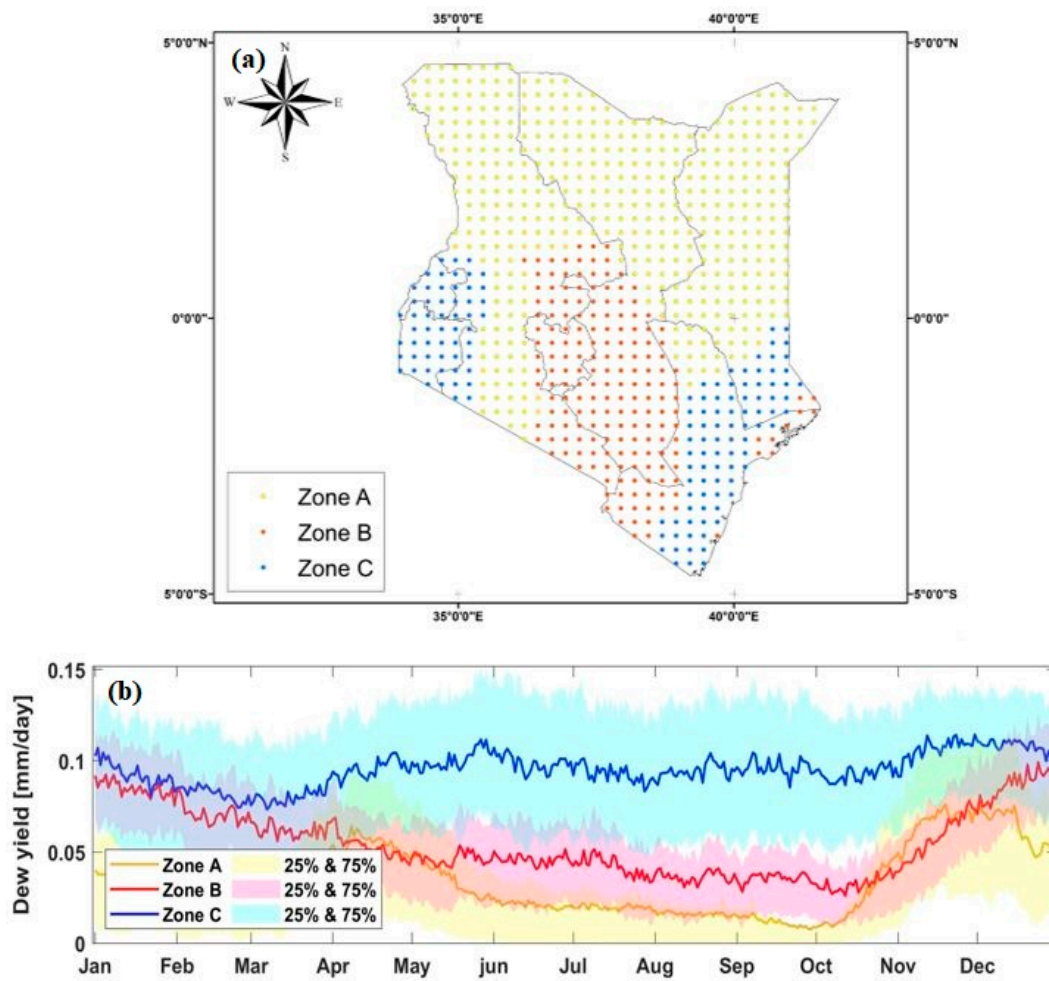 35°0'0"E 40°0'0"E
5°0'0"N 5°0'0"N
(a)
N
W E
S
0°0'0" 0°0'0"
Zone A
Zone B
Zone C
5°0'0"S 5°0'0"S
35°0'0"E 40°0'0"E
0.15
(b)
0.1
0.05
0
Dew yield [mm/day]
Zone A 25% & 75%
Zone B 25% & 75%
Zone C 25% & 75%
Jan Feb Mar Apr May jun Jul Aug Sep Oct Nov Dec